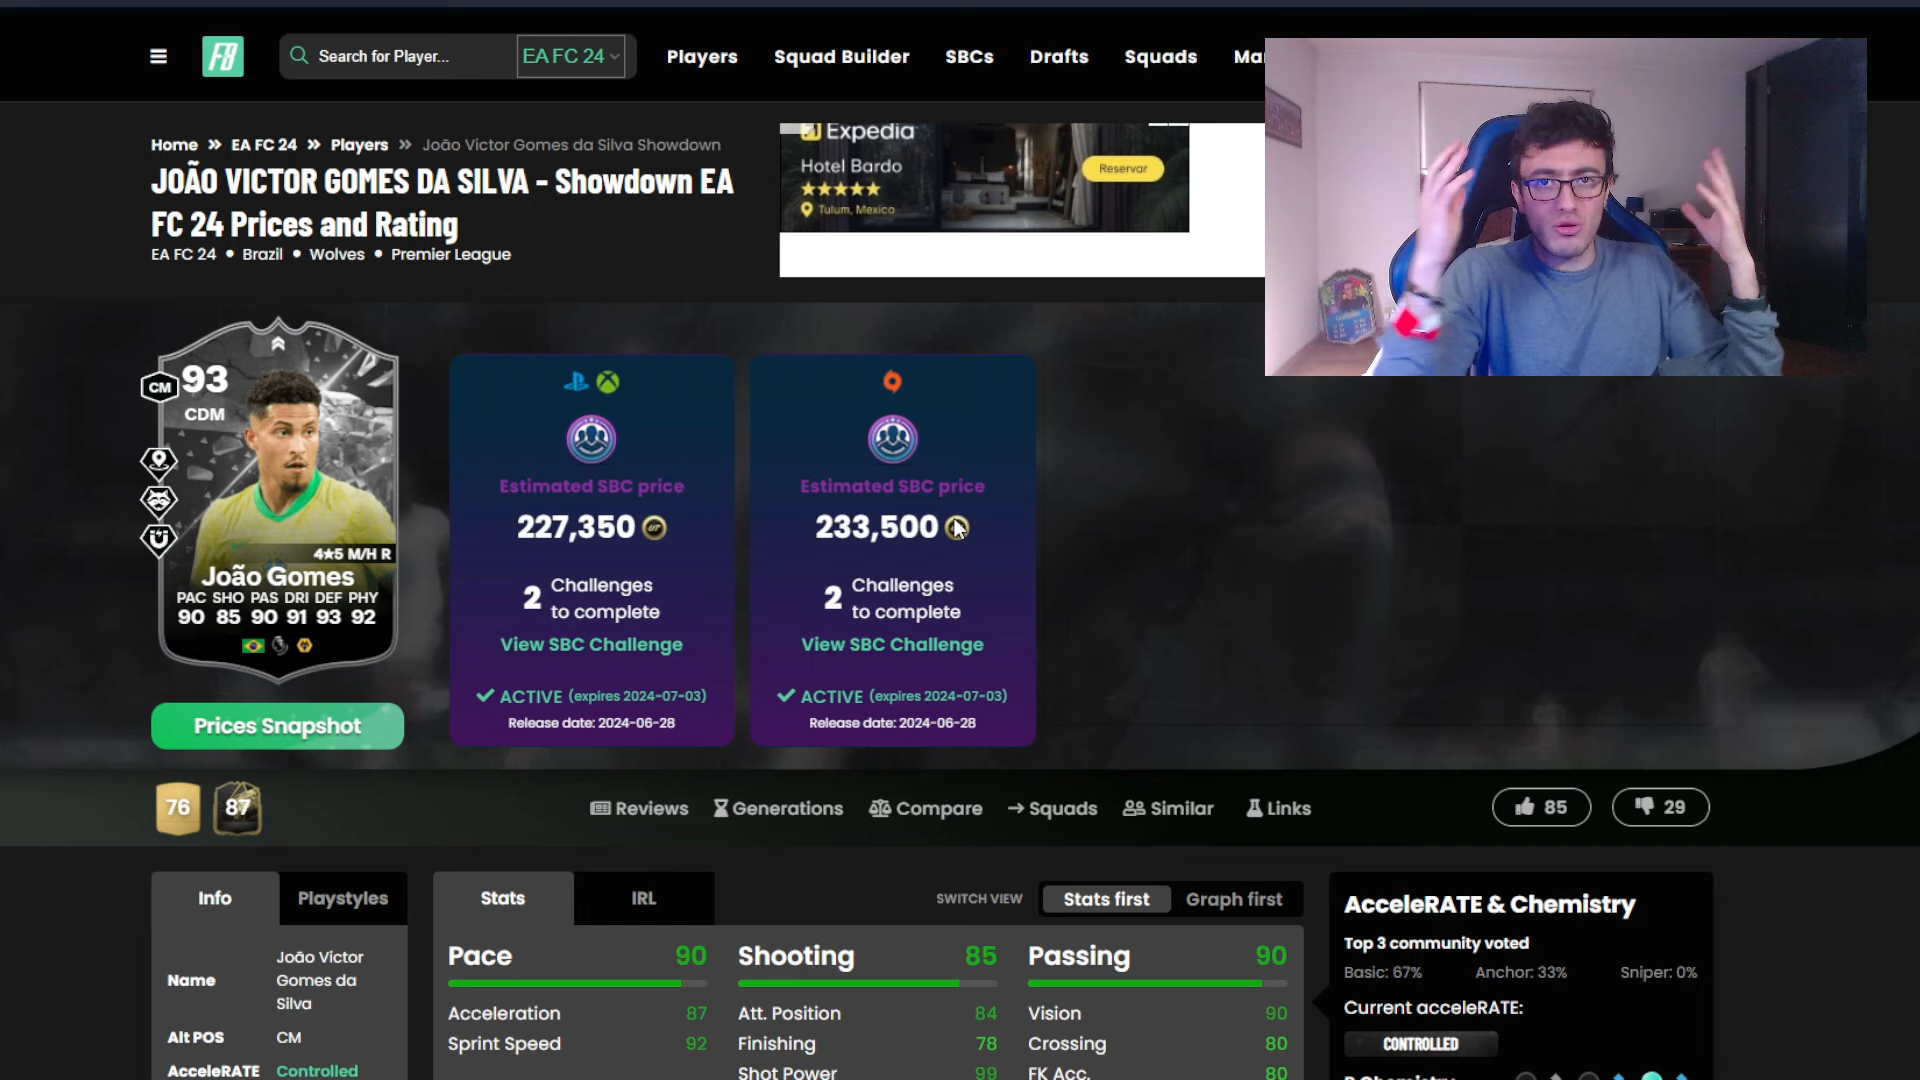 Search for Player...
EA FC 24
Players
Squad Builder
SBCs
Drafts
Squads
Home » EA FC 24 » Players » João Victor Gomes da Silva Showdown
JOÃO VICTOR GOMES DA SILVA - Showdown EA
FC 24 Prices and Rating
EA FC 24 • Brazil • Wolves • Premier League
Expedia
Hotel Bardo
Tulum, Mexico
Reservar
CM
93
CDM
4★5 M/H R
João Gomes
PAC SHO PAS DRI DEF PHY
90 85 90 91 93 92
Prices Snapshot
Estimated SBC price
227,350
2 Challenges
to complete
View SBC Challenge
ACTIVE (expires 2024-07-03)
Release date: 2024-06-28
Estimated SBC price
233,500
2 Challenges
to complete
View SBC Challenge
ACTIVE (expires 2024-07-03)
Release date: 2024-06-28
76
87
Reviews
Generations
Compare
Squads
Similar
Links
85
29
Info
Playstyles
Name
João Victor
Gomes da
Silva
Alt POS CM
AcceleRATE Controlled
Stats
IRL
SWITCH VIEW
Stats first
Graph first
Pace 90
Acceleration 87
Sprint Speed 92
Shooting 85
Att. Position 84
Finishing 78
Shot Power 99
Passing 90
Vision 90
Crossing 80
FK Acc. 80
AcceleRATE & Chemistry
Top 3 community voted
Basic: 67% Anchor: 33% Sniper: 0%
Current acceleRATE:
CONTROLLED